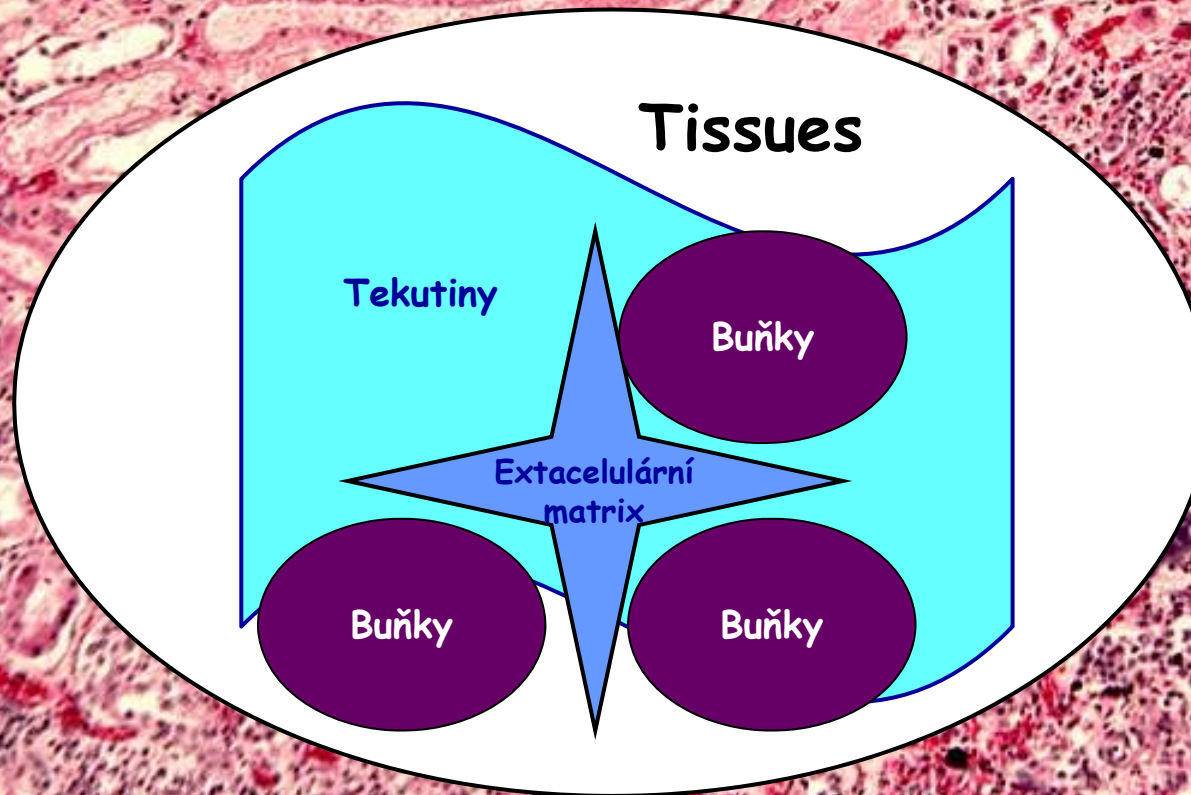 Tissues
Tekutiny
Buňky
Extacelulární
matrix
Buňky
Buňky